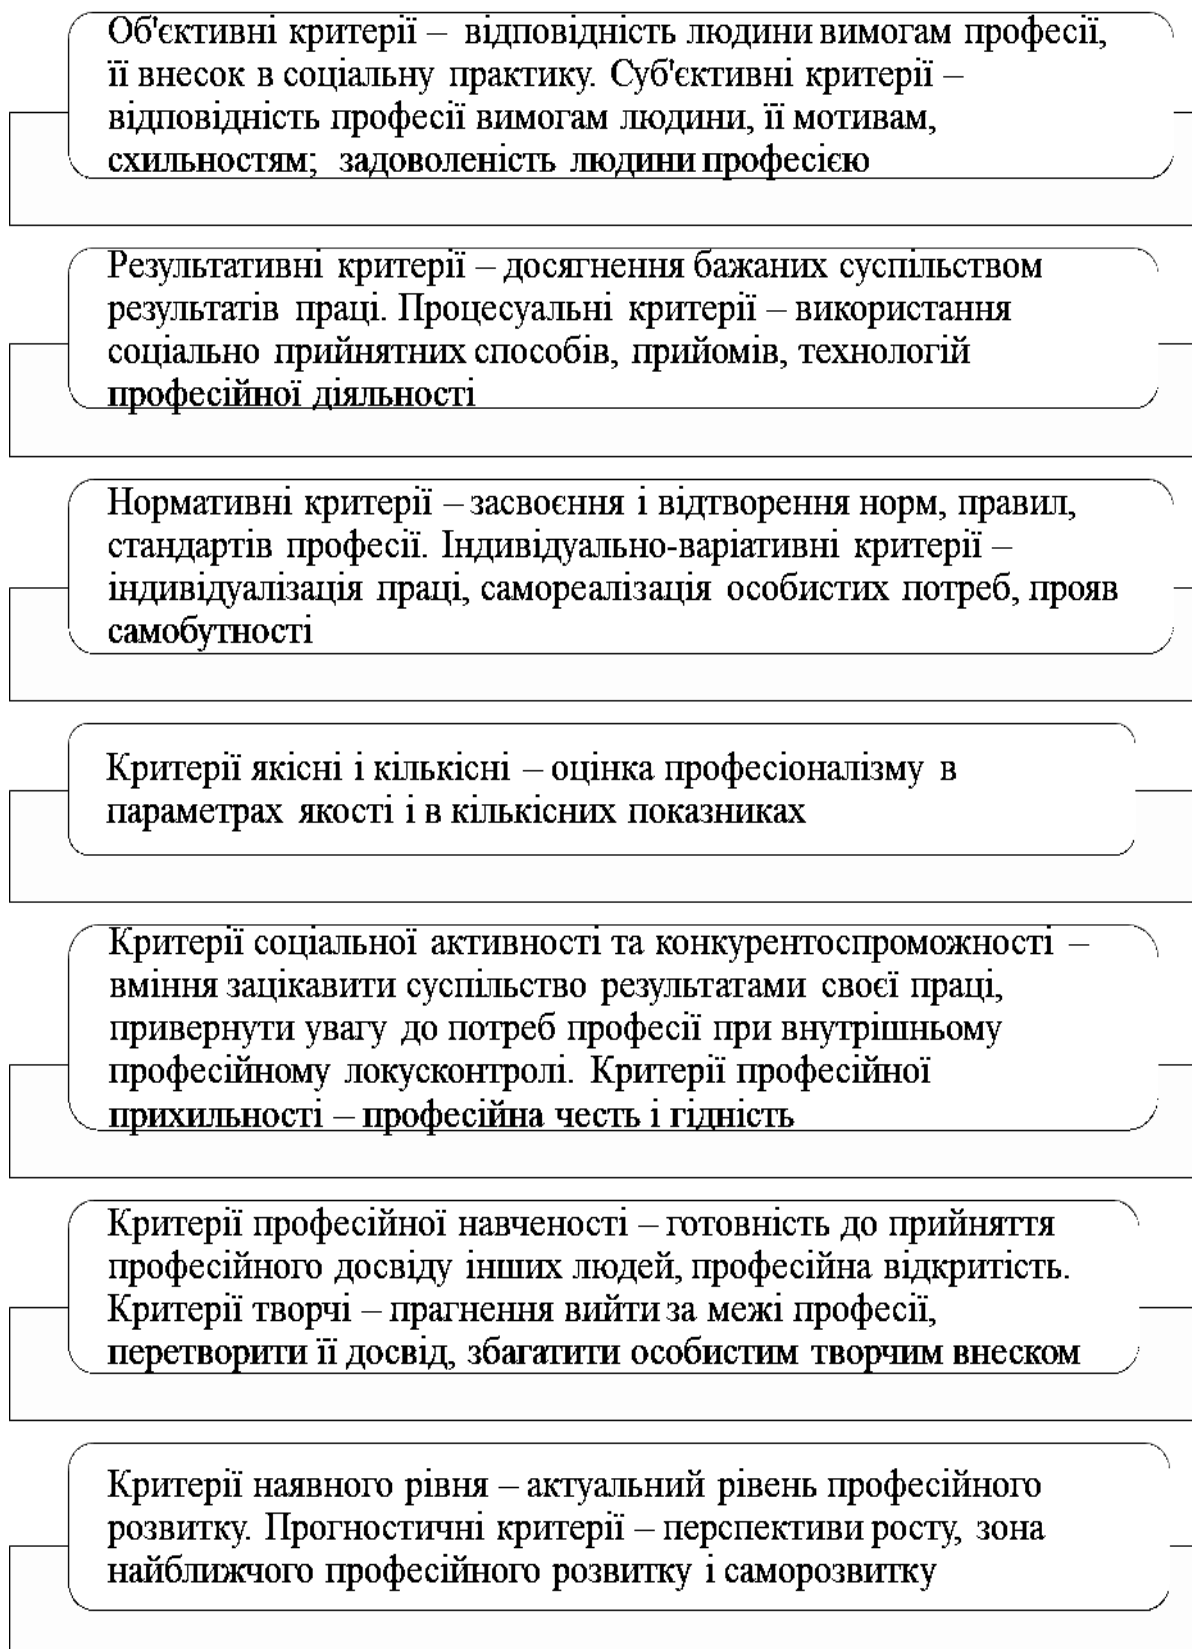 Об'єктивні критерії – відповідність людини вимогам професії,
її внесок в соціальну практику. Суб'єктивні критерії –
відповідність професії вимогам людини, її мотивам,
схильностям; задоволеність людини професією
Результативні критерії – досягнення бажаних суспільством
результатів праці. Процесуальні критерії – використання
соціально прийнятних способів, прийомів, технологій
професійної діяльності
Нормативні критерії – засвоєння і відтворення норм, правил,
стандартів професії. Індивідуально-варіативні критерії –
індивідуалізація праці, самореалізація особистих потреб, прояв
самобутності
Критерії якісні і кількісні – оцінка професіоналізму в
параметрах якості і в кількісних показниках
Критерії соціальної активності та конкурентоспроможності –
вміння зацікавити суспільство результатами своєї праці,
привернути увагу до потреб професії при внутрішньому
професійному локусконтролі. Критерії професійної
прихильності – професійна честь і гідність
Критерії професійної навченості – готовність до прийняття
професійного досвіду інших людей, професійна відкритість.
Критерії творчі – прагнення вийти за межі професії,
перетворити її досвід, збагатити особистим творчим внеском
Критерії наявного рівня – актуальний рівень професійного
розвитку. Прогностичні критерії – перспективи росту, зона
найближчого професійного розвитку і саморозвитку